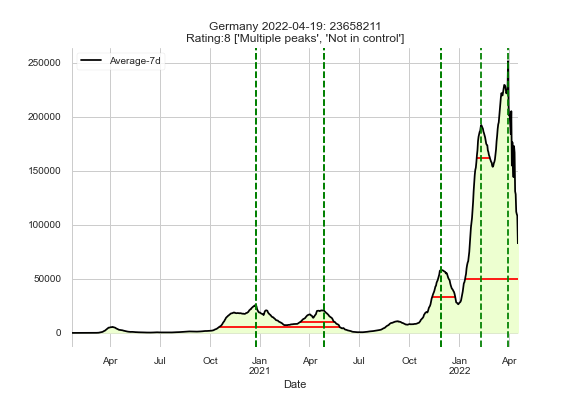 Germany 2022-04-19: 23658211
Rating:8 ['Multiple peaks', 'Not in control']
Average-7d
250000
200000
150000
100000
50000
0
Apr Jul Oct Jan Apr Jul Oct Jan Apr
2021 2022
Date